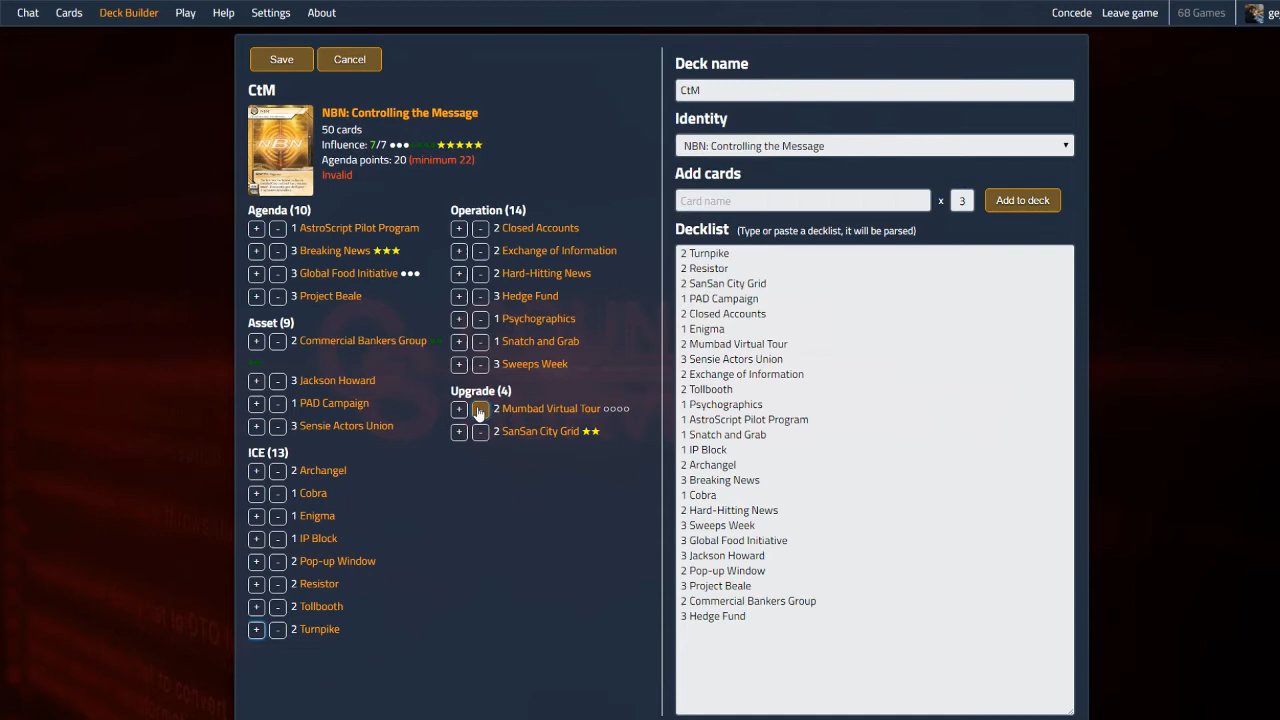 Chat Cards Deck Builder Play Help Settings About Concede Leave game 68 Games ge
Save Cancel
CtM
NBN: Controlling the Message
50 cards
Influence: 7/7 ●●●●●●●★★★★★
Agenda points: 20 (minimum 22)
Invalid
Agenda (10)
+ - 1 AstroScript Pilot Program
+ - 3 Breaking News ★★★
+ - 3 Global Food Initiative ●●●
+ - 3 Project Beale
Asset (9)
+ - 2 Commercial Bankers Group
+ - 3 Jackson Howard
+ - 1 PAD Campaign
+ - 3 Sensie Actors Union
ICE (13)
+ - 2 Archangel
+ - 1 Cobra
+ - 1 Enigma
+ - 1 IP Block
+ - 2 Pop-up Window
+ - 2 Resistor
+ - 2 Tollbooth
+ - 2 Turnpike
Operation (14)
+ - 2 Closed Accounts
+ - 2 Exchange of Information
+ - 2 Hard-Hitting News
+ - 3 Hedge Fund
+ - 1 Psychographics
+ - 1 Snatch and Grab
+ - 3 Sweeps Week
Upgrade (4)
+ - 2 Mumbad Virtual Tour ○○○○
+ - 2 SanSan City Grid ★★
Deck name
CtM
Identity
NBN: Controlling the Message
Add cards
Card name x 3 Add to deck
Decklist (Type or paste a decklist, it will be parsed)
2 Turnpike
2 Resistor
2 SanSan City Grid
1 PAD Campaign
2 Closed Accounts
1 Enigma
2 Mumbad Virtual Tour
3 Sensie Actors Union
2 Exchange of Information
2 Tollbooth
1 Psychographics
1 AstroScript Pilot Program
1 Snatch and Grab
1 IP Block
2 Archangel
3 Breaking News
1 Cobra
2 Hard-Hitting News
3 Sweeps Week
3 Global Food Initiative
3 Jackson Howard
2 Pop-up Window
3 Project Beale
2 Commercial Bankers Group
3 Hedge Fund